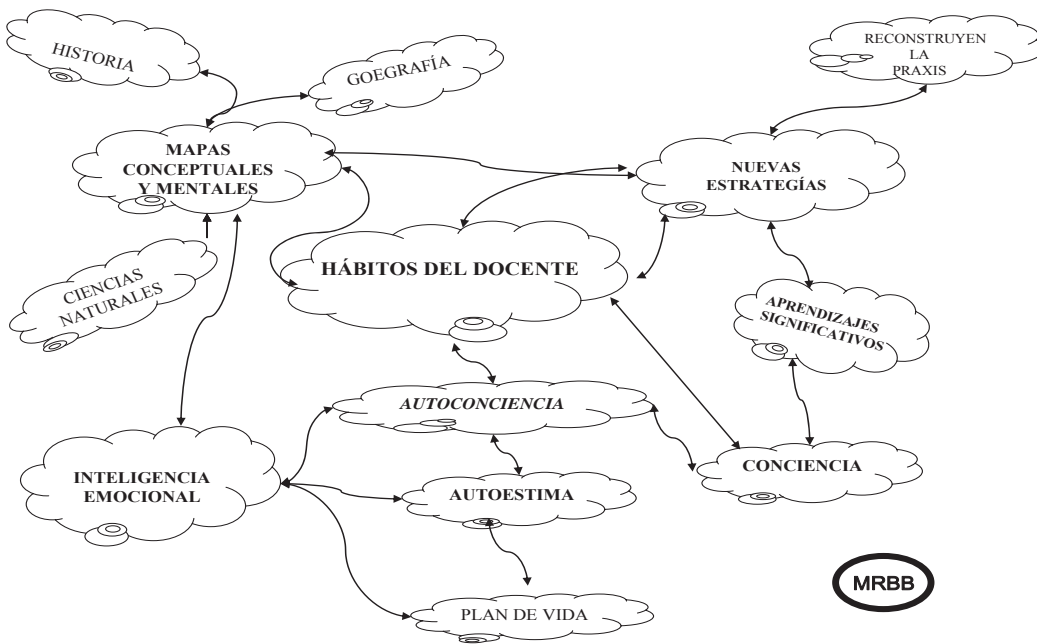 HISTORIA
GOEGRAFÍA
RECONSTRUYEN
LA
PRAXIS
MAPAS
CONCEPTUALES
Y MENTALES
NUEVAS
ESTRATEGÍAS
HÁBITOS DEL DOCENTE
CIENCIAS
NATURALES
APRENDIZAJES
SIGNIFICATIVOS
AUTOCONCIENCIA
INTELIGENCIA
EMOCIONAL
AUTOESTIMA
CONCIENCIA
PLAN DE VIDA
MRBB